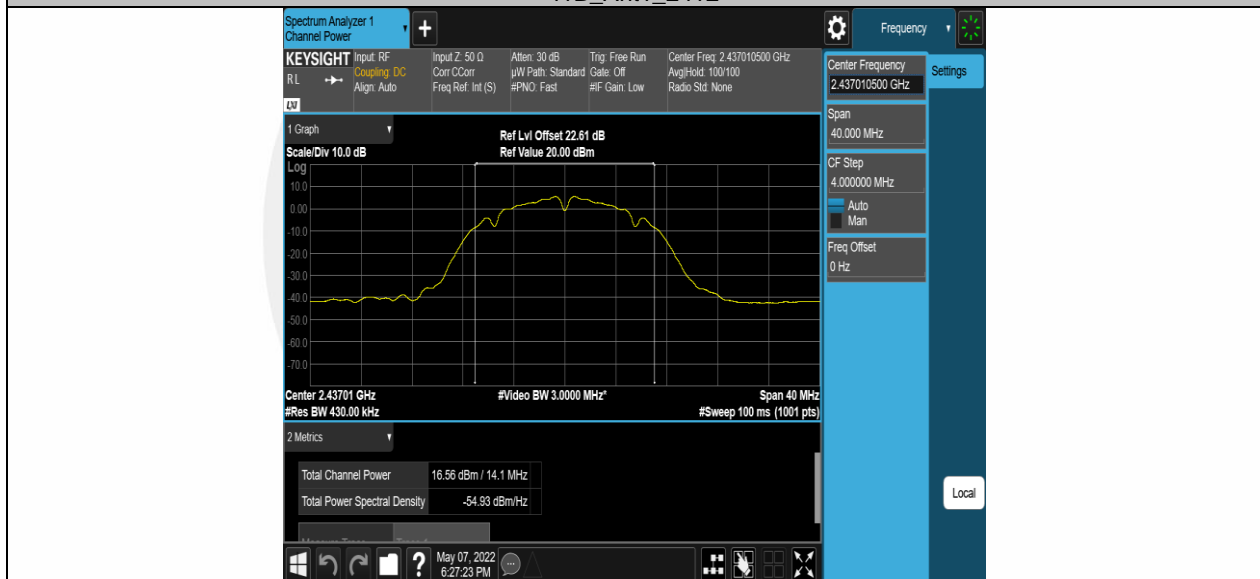 Spectrum Analyzer 1
Channel Power
Frequency
KEYSIGHT
R L
LXI
Input: RF
Coupling: DC
Align: Auto
Input Z: 50 Ω
Corr CCorr
Freq Ref: Int (S)
Atten: 30 dB
µW Path: Standard
#PNO: Fast
Trig: Free Run
Gate: Off
#IF Gain: Low
Center Freq: 2.437010500 GHz
Avg|Hold: 100/100
Radio Std: None
Center Frequency
2.437010500 GHz
Settings
Span
40.000 MHz
CF Step
4.000000 MHz
Auto
Man
Freq Offset
0 Hz
Local
1 Graph
Scale/Div 10.0 dB
Ref Lvl Offset 22.61 dB
Ref Value 20.00 dBm
Log
10.0
0.00
-10.0
-20.0
-30.0
-40.0
-50.0
-60.0
-70.0
Center 2.43701 GHz
#Video BW 3.0000 MHz*
Span 40 MHz
#Res BW 430.00 kHz
#Sweep 100 ms (1001 pts)
2 Metrics
Total Channel Power 16.56 dBm / 14.1 MHz
Total Power Spectral Density -54.93 dBm/Hz
?
May 07, 2022
6:27:23 PM